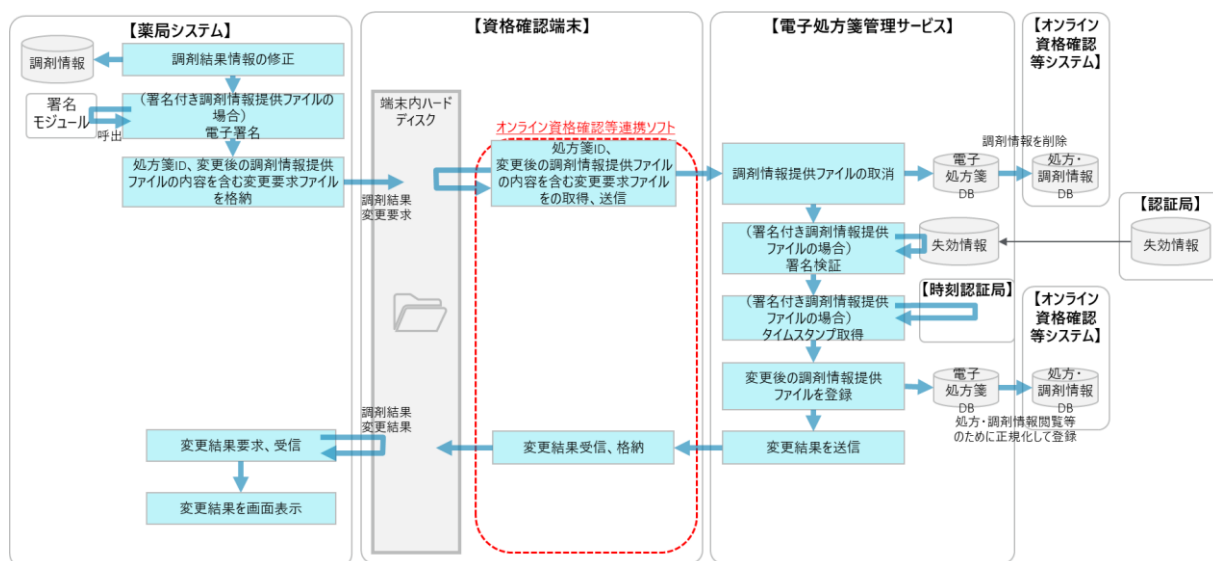 【薬局システム】
調剤情報
調剤結果情報の修正
署名
モジュール
呼出
（署名付き調剤情報提供ファイルの
場合）
電子署名
処方箋ID、変更後の調剤情報提供
ファイルの内容を含む変更要求ファイル
を格納
変更結果要求、受信
変更結果を画面表示
【資格確認端末】
端末内ハード
ディスク
調剤結果
変更要求
調剤結果
変更結果
オンライン資格確認等連携ソフト
処方箋ID、
変更後の調剤情報提供ファイル
の内容を含む変更要求ファイル
をの取得、送信
変更結果受信、格納
【電子処方箋管理サービス】
調剤情報提供ファイルの取消
電子
処方箋
DB
（署名付き調剤情報提供
ファイルの場合）
署名検証
失効情報
（署名付き調剤情報提供
ファイルの場合）
タイムスタンプ取得
【時刻認証局】
変更後の調剤情報提供
ファイルを登録
電子
処方箋
DB
変更結果を送信
【オンライン
資格確認
等システム】
調剤情報を削除
処方・
調剤情報
DB
【認証局】
失効情報
【オンライン
資格確認
等システム】
処方・
調剤情報
DB
処方・調剤情報閲覧等
のために正規化して登録